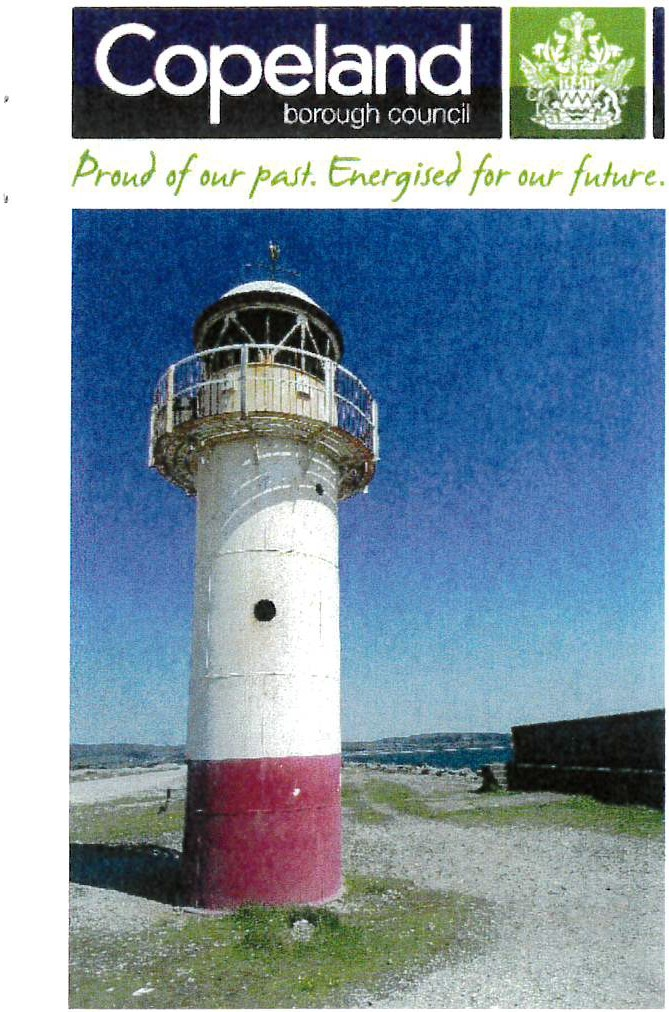 Copeland
borough council
Proud of our past. Energised for our future.